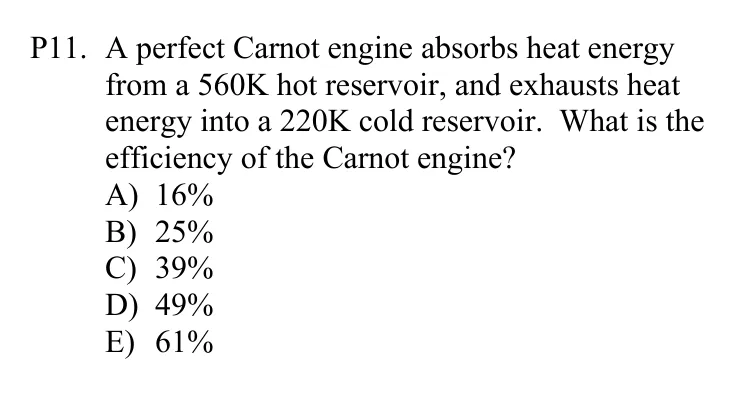 P11. A perfect Carnot engine absorbs heat energy
from a 560K hot reservoir, and exhausts heat
energy into a 220K cold reservoir. What is the
efficiency of the Carnot engine?
A) 16%
B) 25%
C) 39%
D) 49%
E) 61%